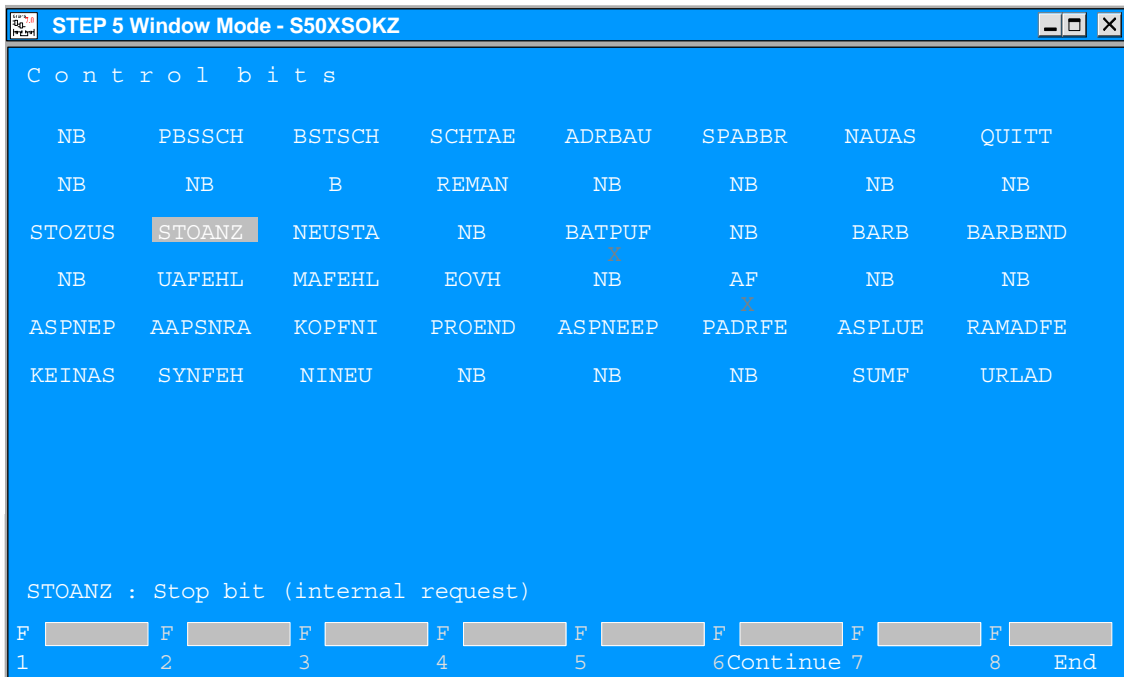 STEP 5 Window Mode - S50XSOKZ
C o n t r o l  b i t s
NB PBSSCH BSTSCH SCHTAE ADRBAU SPABBR NAUAS QUITT
NB NB B REMAN NB NB NB NB
STOZUS STOANZ NEUSTA NB BATPUF NB BARB BARBEND
X
NB UAFEHL MAFEHL EOVH NB AF NB NB
X
ASPNEP AAPSNRA KOPFNI PROEND ASPNEEP PADRFE ASPLUE RAMADFE
KEINAS SYNFEH NINEU NB NB NB SUMF URLAD
STOANZ : Stop bit (internal request)
F F F F F F F F
1 2 3 4 5 6Continue 7 8 End